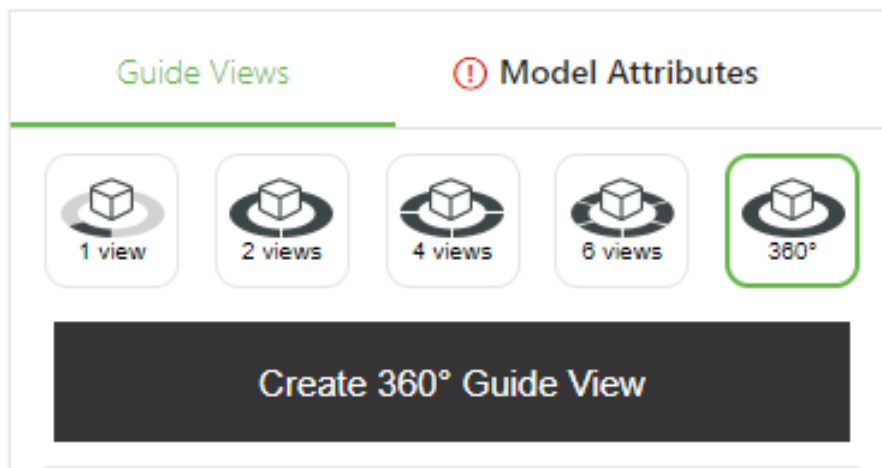 Guide Views
Model Attributes
1 view
2 views
4 views
6 views
360°
Create 360° Guide View